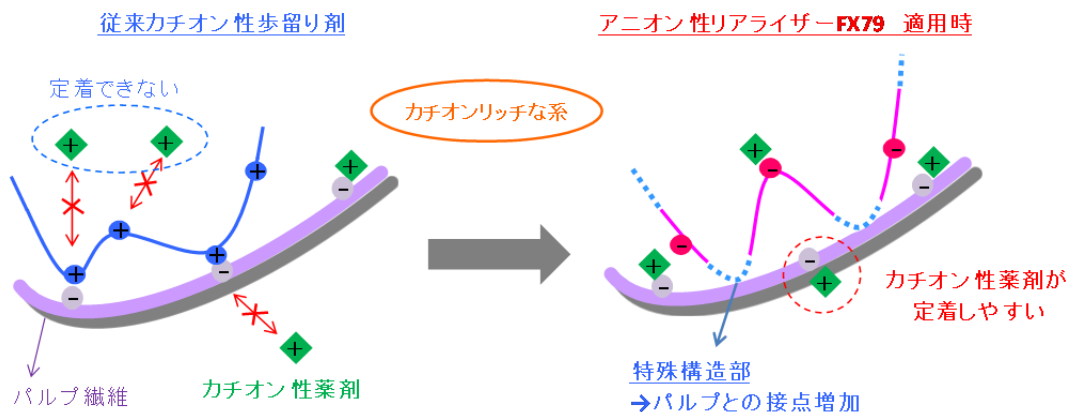 従来カチオン性歩留り剤
アニオン性リアライザーFX79 適用時
定着できない
カチオンリッチな系
+
+
+
+
+
+
+
+
-
-
-
+
+
-
-
-
+
-
-
-
+
カチオン性薬剤が
定着しやすい
パルプ繊維
カチオン性薬剤
特殊構造部
→パルプとの接点増加